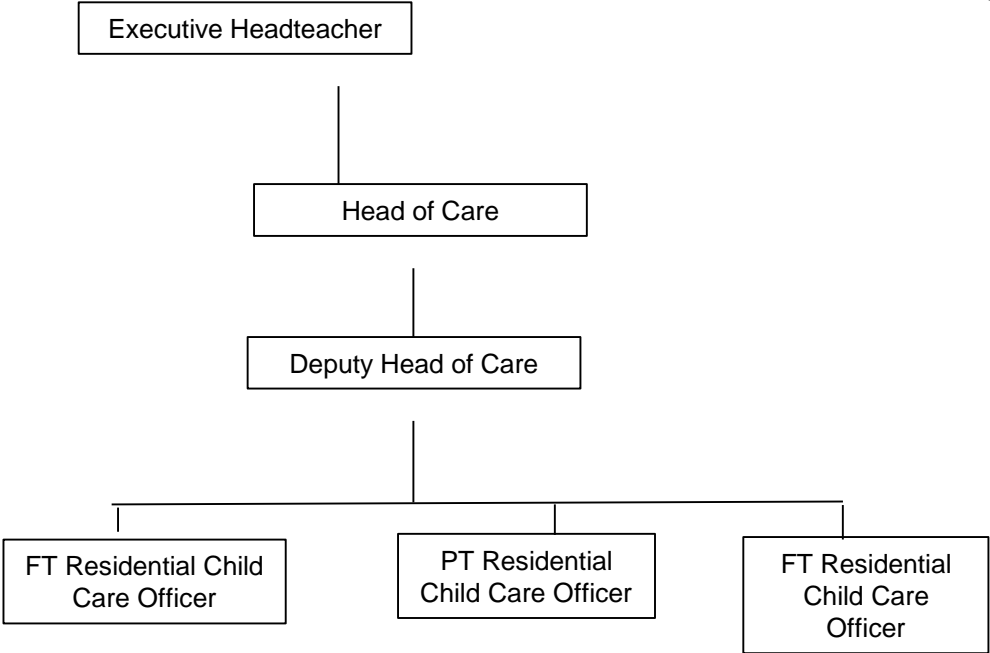 Executive Headteacher
Head of Care
Deputy Head of Care
FT Residential Child
Care Officer
PT Residential
Child Care Officer
FT Residential
Child Care
Officer